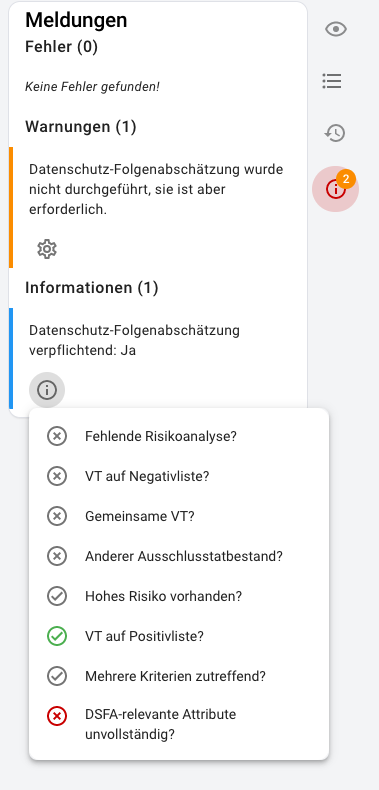 Meldungen
Fehler (0)
Keine Fehler gefunden!
Warnungen (1)
Datenschutz-Folgenabschätzung wurde
nicht durchgeführt, sie ist aber
erforderlich.
2
Informationen (1)
Datenschutz-Folgenabschätzung
verpflichtend: Ja
Fehlende Risikoanalyse?
VT auf Negativliste?
Gemeinsame VT?
Anderer Ausschlusstatbestand?
Hohes Risiko vorhanden?
VT auf Positivliste?
Mehrere Kriterien zutreffend?
DSFA-relevante Attribute
unvollständig?